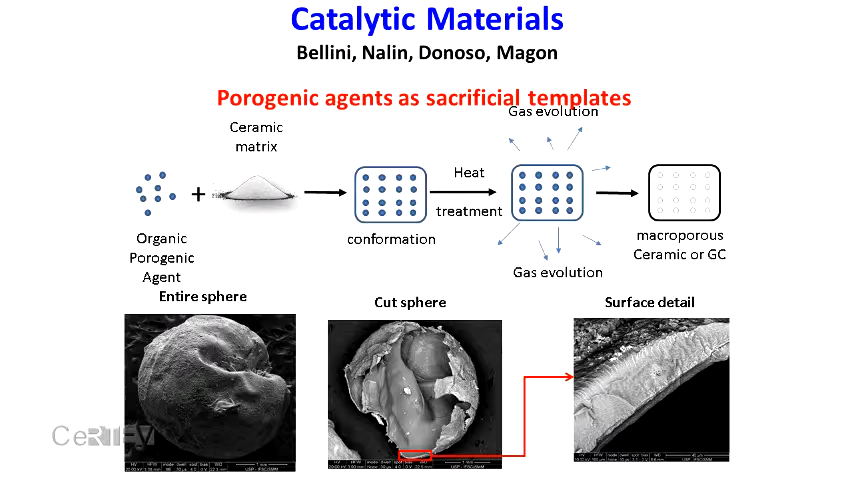 Catalytic Materials
Bellini, Nalin, Donoso, Magon
Porogenic agents as sacrificial templates
Gas evolution
Ceramic
matrix
+
Heat
treatment
Organic
Porogenic
Agent
conformation
Gas evolution
macroporous
Ceramic or GC
Entire sphere
Cut sphere
Surface detail
CeRTEV